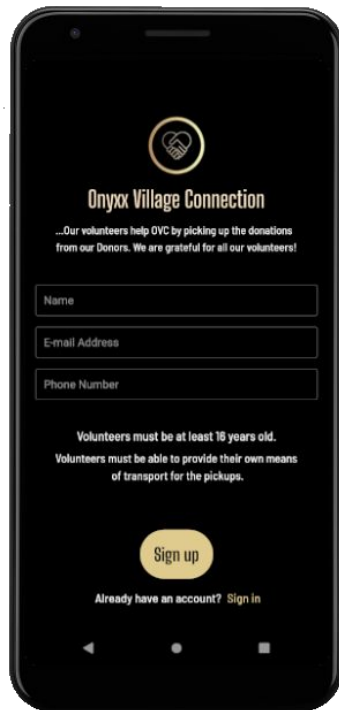 Onyxx Village Connection
...Our volunteers help OVC by picking up the donations
from our Donors. We are grateful for all our volunteers!
Name
E-mail Address
Phone Number
Volunteers must be at least 16 years old.
Volunteers must be able to provide their own means
of transport for the pickups.
Sign up
Already have an account? Sign in